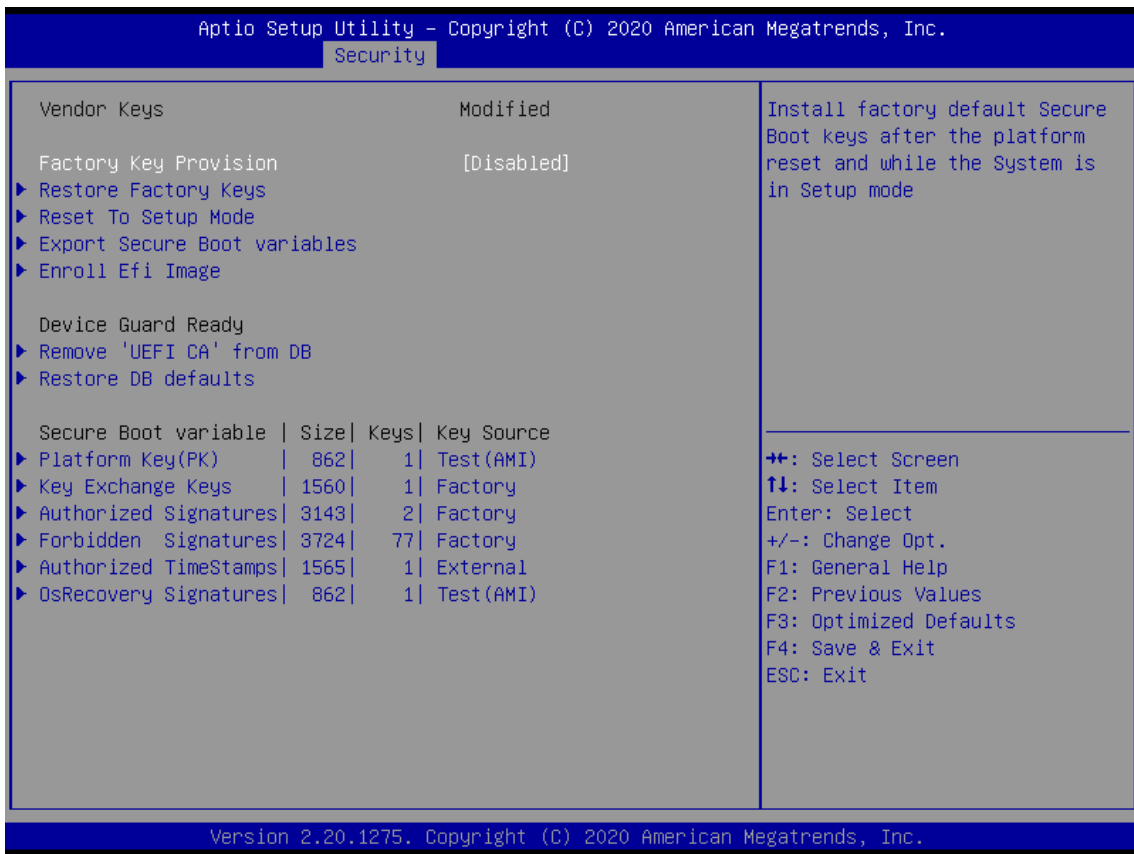 Aptio Setup Utility – Copyright (C) 2020 American Megatrends, Inc.
Security
Vendor Keys Modified
Factory Key Provision [Disabled]
Restore Factory Keys
Reset To Setup Mode
Export Secure Boot variables
Enroll Efi Image
Device Guard Ready
Remove 'UEFI CA' from DB
Restore DB defaults
Secure Boot variable | Size| Keys| Key Source
Platform Key(PK) | 862| 1| Test(AMI)
Key Exchange Keys | 1560| 1| Factory
Authorized Signatures| 3143| 2| Factory
Forbidden Signatures| 3724| 77| Factory
Authorized TimeStamps| 1565| 1| External
OsRecovery Signatures| 862| 1| Test(AMI)
Install factory default Secure
Boot keys after the platform
reset and while the System is
in Setup mode
→←: Select Screen
↑↓: Select Item
Enter: Select
+/-: Change Opt.
F1: General Help
F2: Previous Values
F3: Optimized Defaults
F4: Save & Exit
ESC: Exit
Version 2.20.1275. Copyright (C) 2020 American Megatrends, Inc.